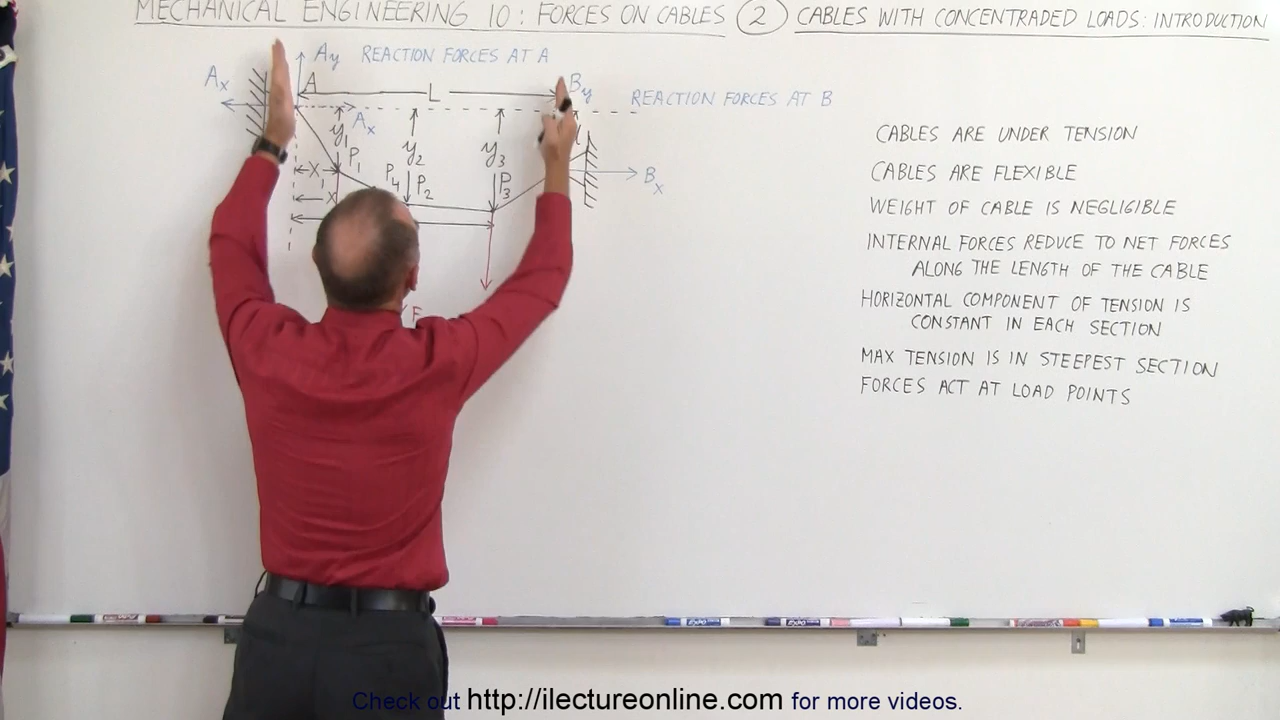 MECHANICAL ENGINEERING 10: FORCES ON CABLES 2 CABLES WITH CONCENTRADED LOADS: INTRODUCTION
Ay REACTION FORCES AT A
Ax A L By REACTION FORCES AT B
Ax
y1 y2 y3
X1 P1 P4 P2 P3 Bx
X
F
CABLES ARE UNDER TENSION
CABLES ARE FLEXIBLE
WEIGHT OF CABLE IS NEGLIGIBLE
INTERNAL FORCES REDUCE TO NET FORCES
ALONG THE LENGTH OF THE CABLE
HORIZONTAL COMPONENT OF TENSION IS
CONSTANT IN EACH SECTION
MAX TENSION IS IN STEEPEST SECTION
FORCES ACT AT LOAD POINTS
Check out http://ilectureonline.com for more videos.